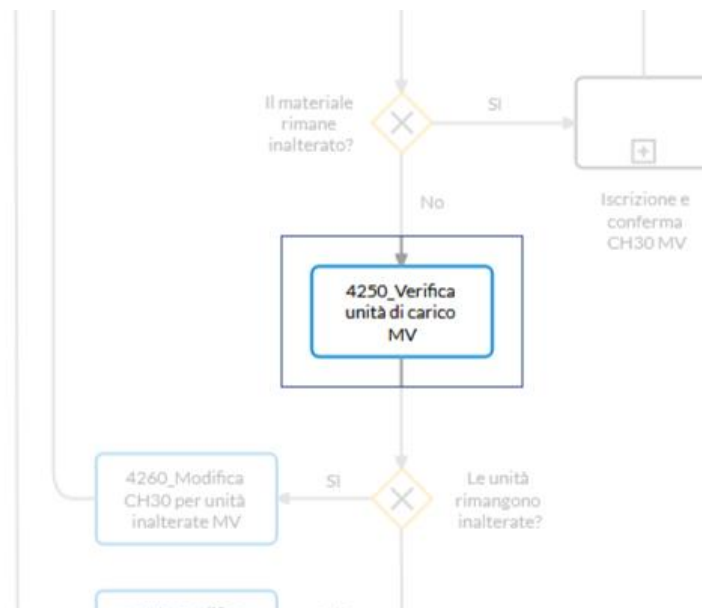 Il materiale
rimane
inalterato?
SI
No
Iscrizione e
conferma
CH30 MV
4250_Verifica
unità di carico
MV
4260_Modifica
CH30 per unità
inalterate MV
SI
Le unità
rimangono
inalterate?